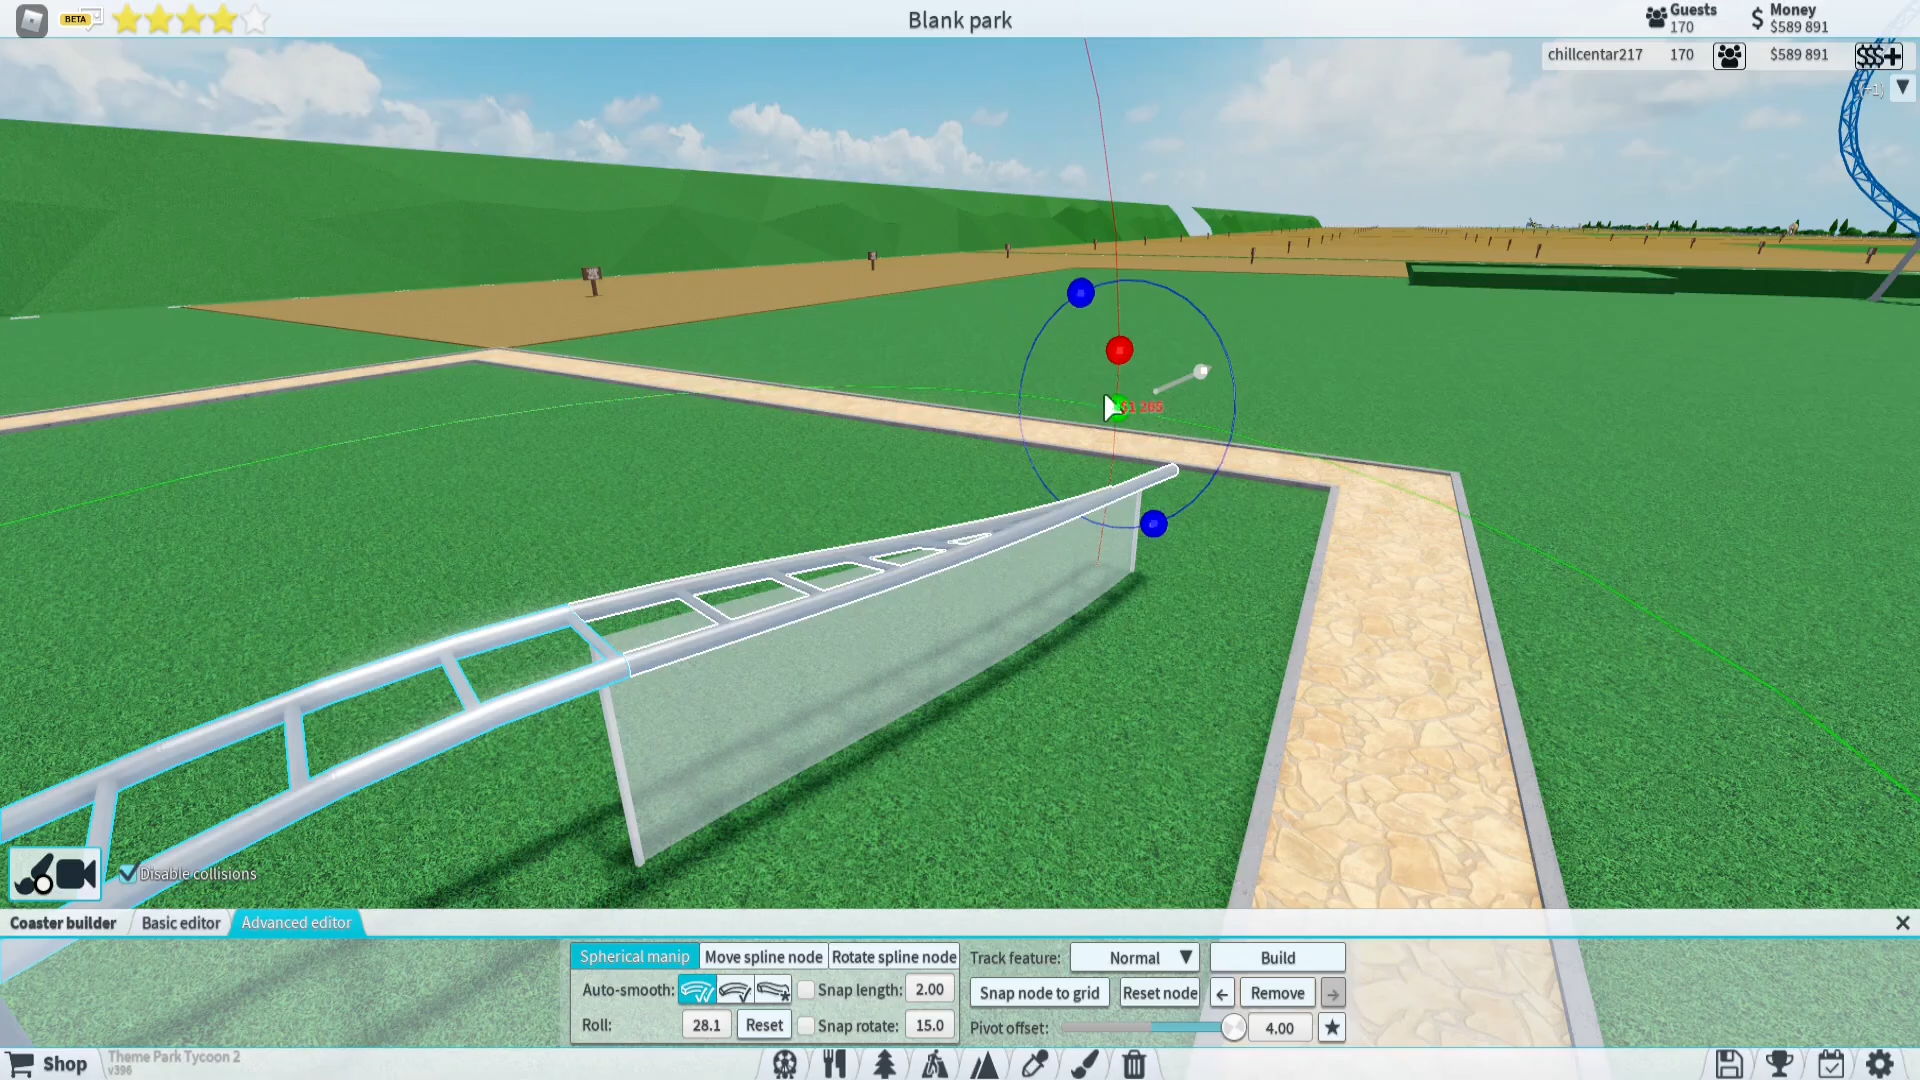 BETA
Blank park
Guests
170
$ Money
$589 891
chillcentar217 170 $589 891 $$$+
(-1)
$1 205
Disable collisions
Coaster builder Basic editor Advanced editor
Spherical manip Move spline node Rotate spline node Track feature: Normal Build
Auto-smooth: Snap length: 2.00 Snap node to grid Reset node Remove
Roll: 28.1 Reset Snap rotate: 15.0 Pivot offset: 4.00
Shop Theme Park Tycoon 2
v396